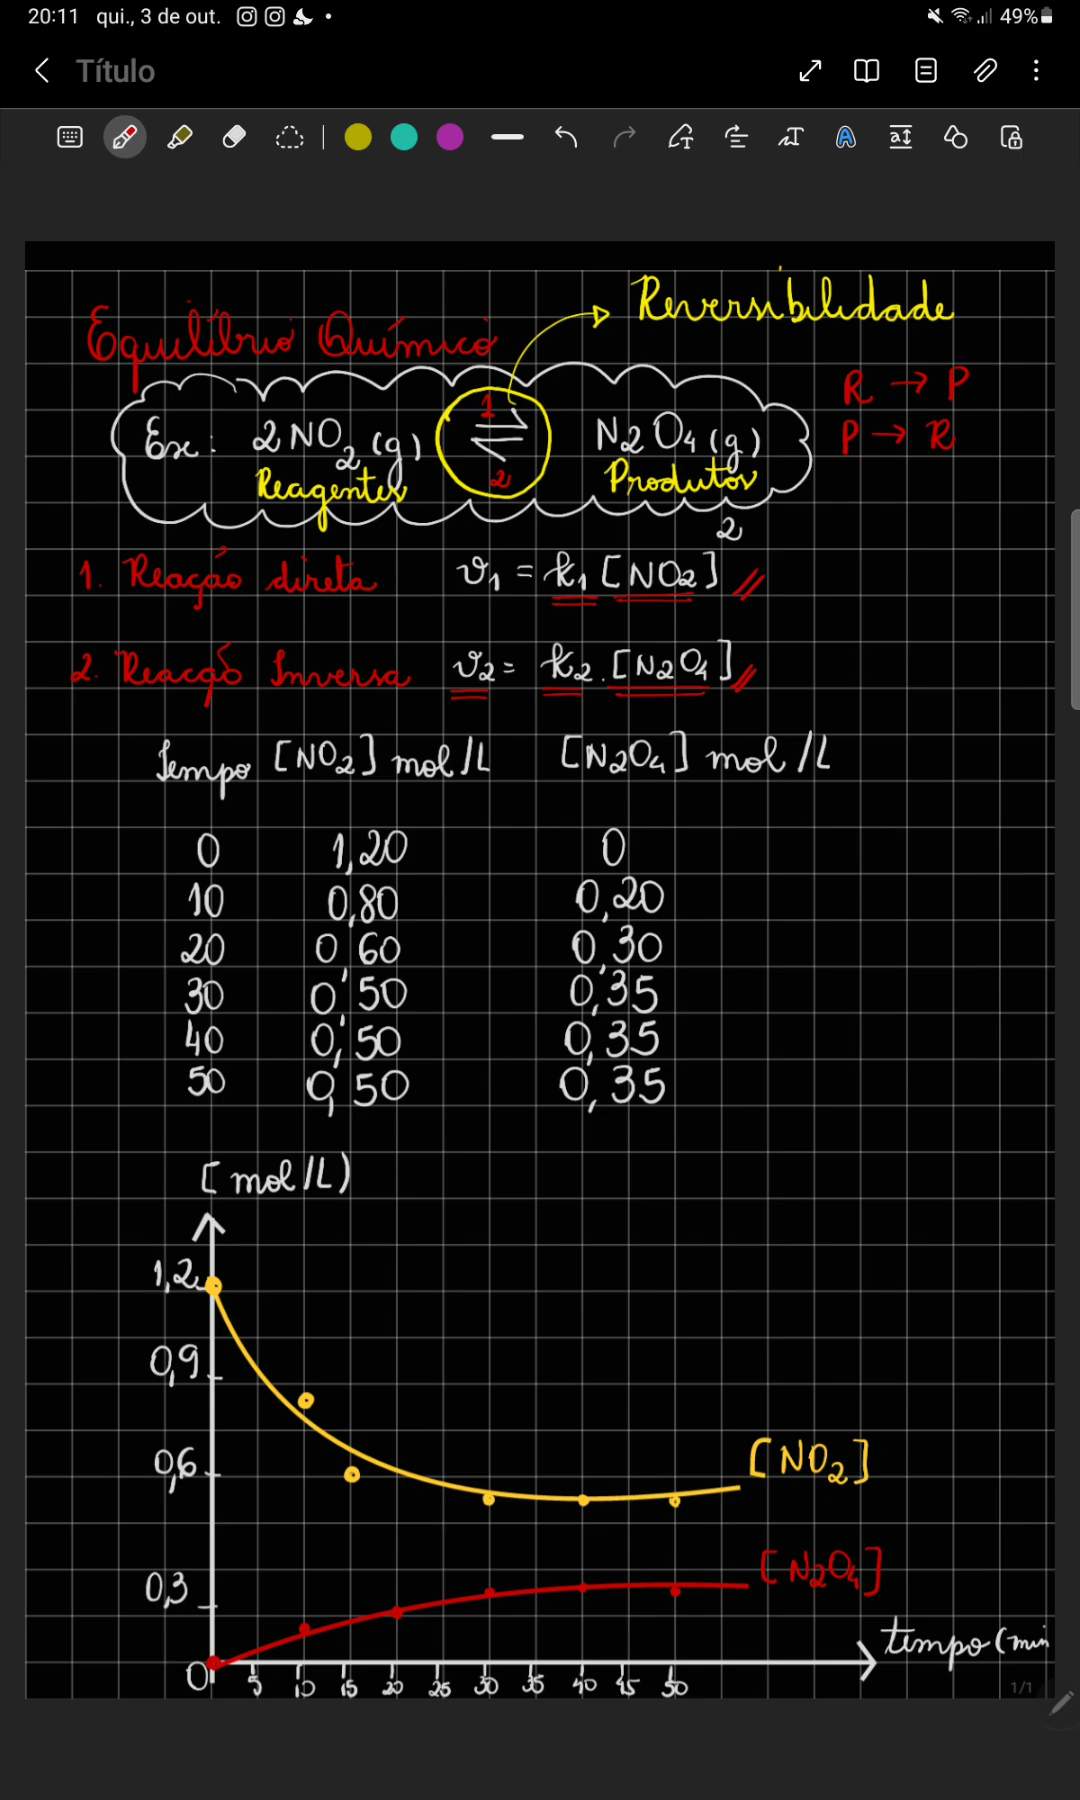 20:11 qui., 3 de out. 49%
Título
Equilíbrio Químico
Reversibilidade
R → P
P → R
Ex: 2NO2(g) 1 ⇌ 2 N2O4(g)
Reagentes Produtos
1. Reação direta v1 = k1 [NO2]²
2. Reacção Inversa v2 = k2 . [N2O4]
Tempo [NO2] mol/L [N2O4] mol/L
0 1,20 0
10 0,80 0,20
20 0,60 0,30
30 0,50 0,35
40 0,50 0,35
50 0,50 0,35
[mol/L)
1,2
0,9
0,6
[NO2]
0,3
[N2O4]
tempo (min
0 5 10 15 20 25 30 35 40 45 50
1/1